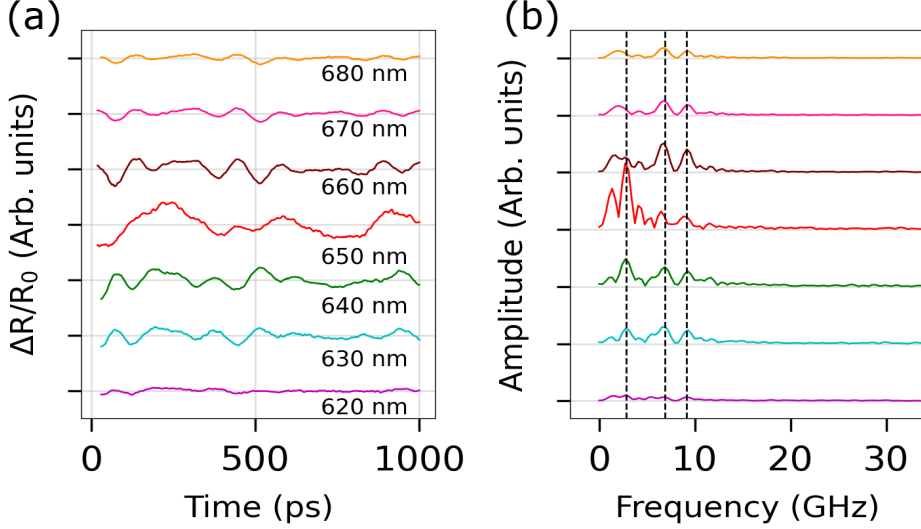 (a)
ΔR/R₀ (Arb. units)
680 nm
670 nm
660 nm
650 nm
640 nm
630 nm
620 nm
0 500 1000
Time (ps)
(b)
Amplitude (Arb. units)
0 10 20 30
Frequency (GHz)